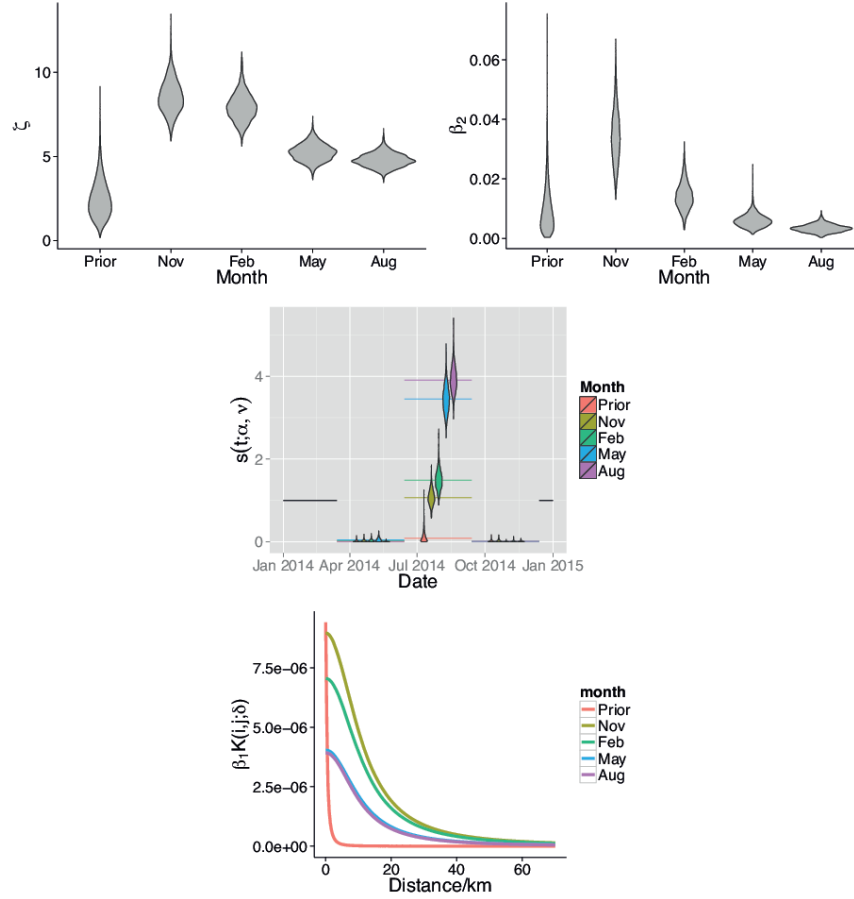 ζ
10
5
0
Prior Nov Feb May Aug
Month
β2
0.06
0.04
0.02
0.00
Prior Nov Feb May Aug
Month
s(t;α, ν)
4
2
0
Jan 2014 Apr 2014 Jul 2014 Oct 2014 Jan 2015
Date
Month
Prior
Nov
Feb
May
Aug
β1K(i,j;δ)
7.5e−06
5.0e−06
2.5e−06
0.0e+00
0 20 40 60
Distance/km
month
Prior
Nov
Feb
May
Aug